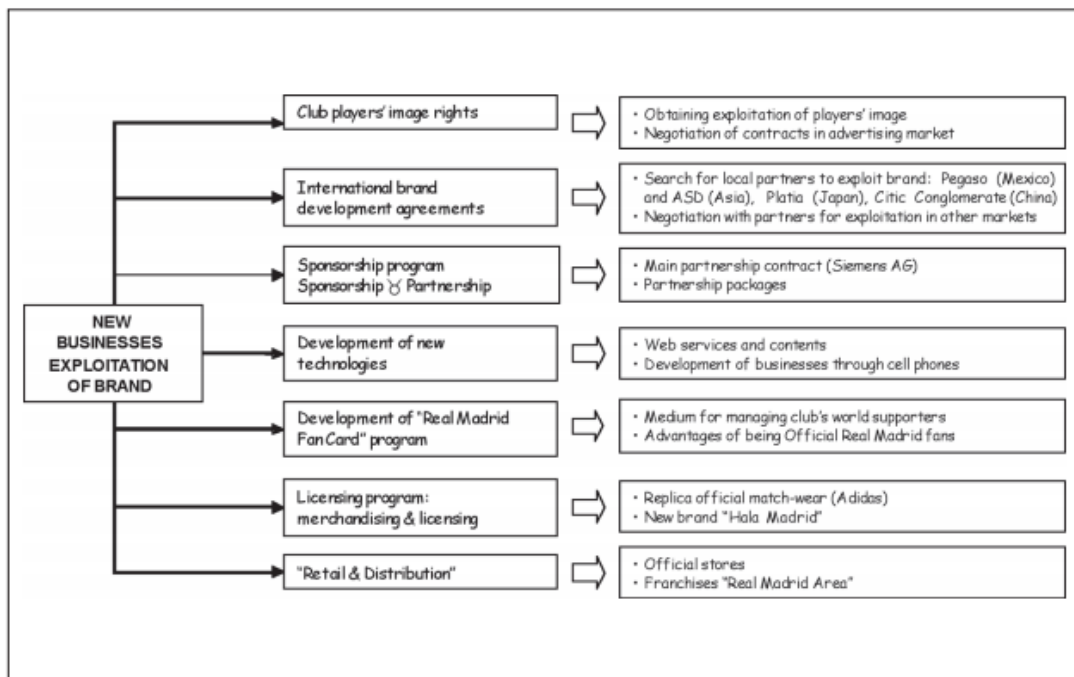 Club players' image rights
• Obtaining exploitation of players' image
• Negotiation of contracts in advertising market
International brand
development agreements
• Search for local partners to exploit brand: Pegaso (Mexico)
and ASD (Asia), Platia (Japan), Citic Conglomerate (China)
• Negotiation with partners for exploitation in other markets
Sponsorship program
Sponsorship ♉ Partnership
• Main partnership contract (Siemens AG)
• Partnership packages
NEW
BUSINESSES
EXPLOITATION
OF BRAND
Development of new
technologies
• Web services and contents
• Development of businesses through cell phones
Development of "Real Madrid
Fan Card" program
• Medium for managing club's world supporters
• Advantages of being Official Real Madrid fans
Licensing program:
merchandising & licensing
• Replica official match-wear (Adidas)
• New brand "Hala Madrid"
"Retail & Distribution"
• Official stores
• Franchises "Real Madrid Area"